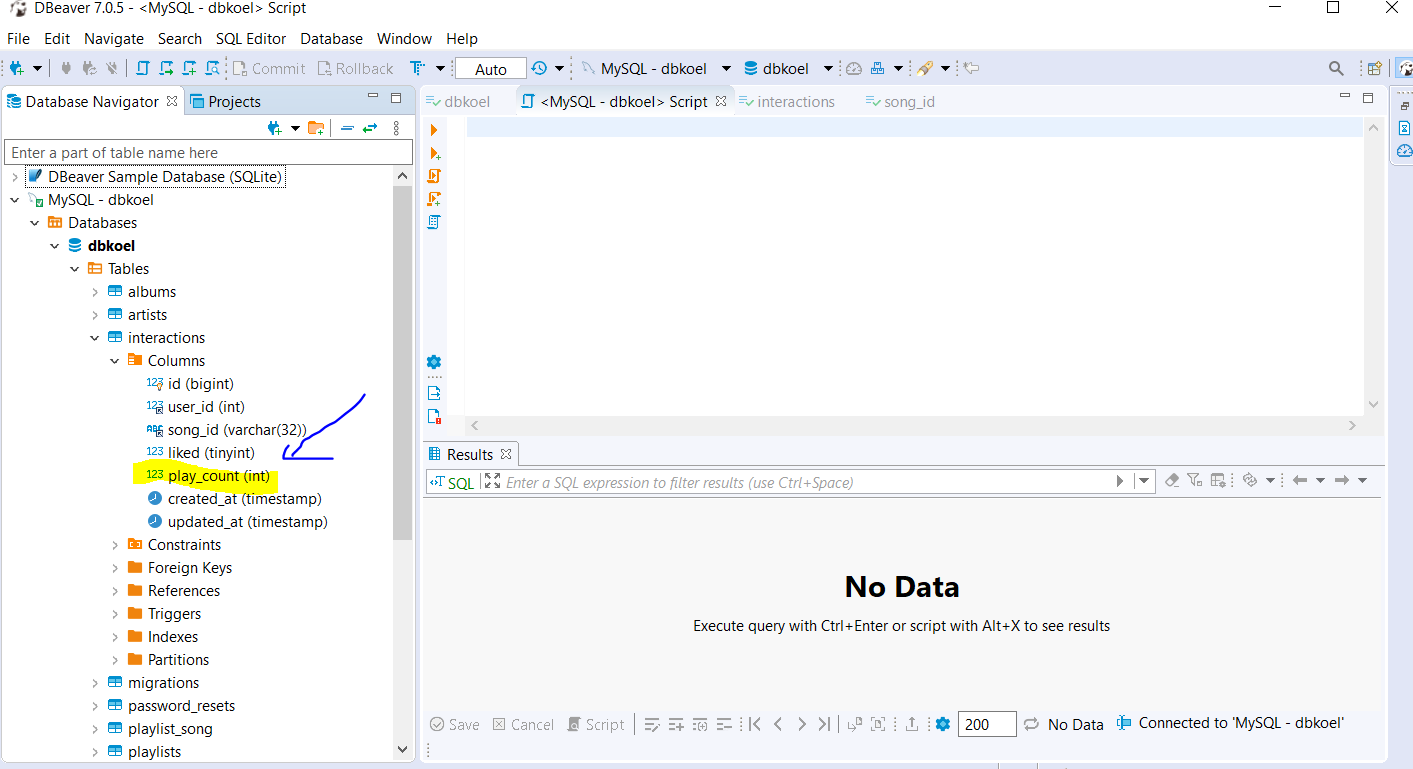 DBeaver 7.0.5 - <MySQL - dbkoel> Script
File Edit Navigate Search SQL Editor Database Window Help
Commit Rollback Auto MySQL - dbkoel dbkoel
Database Navigator Projects
Enter a part of table name here
DBeaver Sample Database (SQLite)
MySQL - dbkoel
Databases
dbkoel
Tables
albums
artists
interactions
Columns
123 id (bigint)
123 user_id (int)
ABC song_id (varchar(32))
123 liked (tinyint)
123 play_count (int)
created_at (timestamp)
updated_at (timestamp)
Constraints
Foreign Keys
References
Triggers
Indexes
Partitions
migrations
password_resets
playlist_song
playlists
dbkoel <MySQL - dbkoel> Script interactions song_id
Results
SQL Enter a SQL expression to filter results (use Ctrl+Space)
No Data
Execute query with Ctrl+Enter or script with Alt+X to see results
Save Cancel Script 200 No Data Connected to 'MySQL - dbkoel'